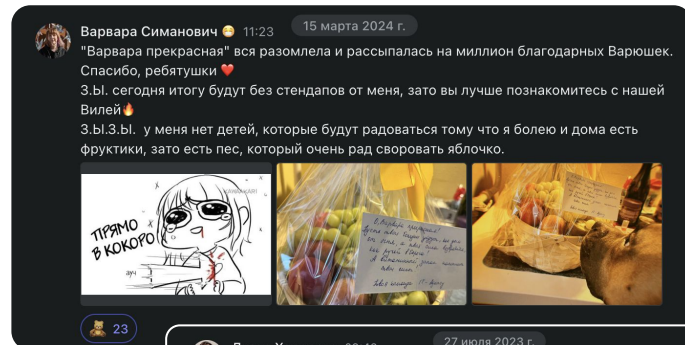 15 марта 2024 г.
Варвара Симанович 11:23
"Варвара прекрасная" вся разомлела и рассыпалась на миллион благодарных Варюшек.
Спасибо, ребятушки
З.Ы. сегодня итогу будут без стендапов от меня, зато вы лучше познакомитесь с нашей
Вилей
З.Ы.З.Ы. у меня нет детей, которые будут радоваться тому что я болею и дома есть
фруктики, зато есть пес, который очень рад своровать яблочко.
ПРЯМО
В КОКОРО
ауч
Варвара прекрасная!
23
27 июля 2023 г.